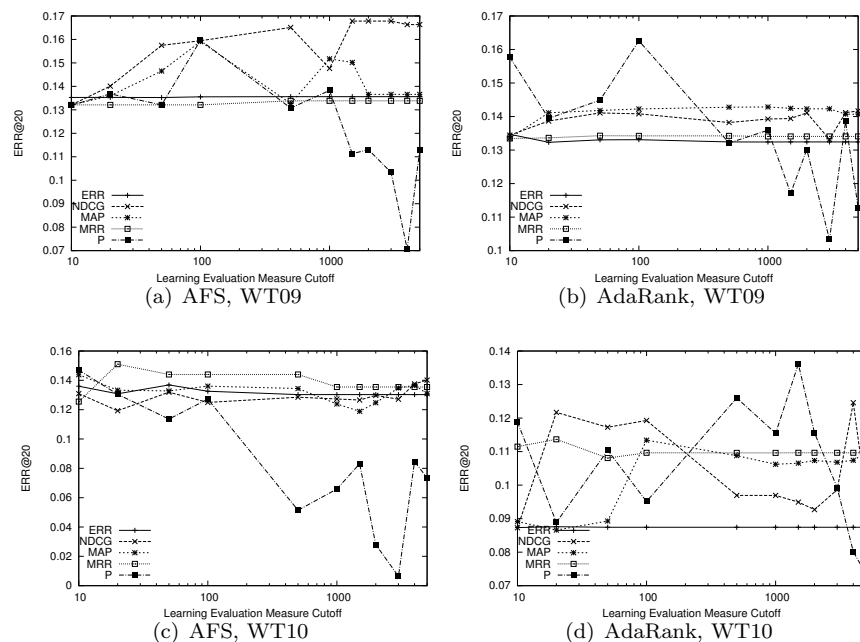 0.17
0.16
0.15
0.14
0.13
0.12
0.11
0.1
0.09
0.08
0.07
ERR@20
ERR
NDCG
MAP
MRR
P
10 100 1000
Learning Evaluation Measure Cutoff
(a) AFS, WT09
0.17
0.16
0.15
0.14
0.13
0.12
0.11
0.1
ERR@20
ERR
NDCG
MAP
MRR
P
10 100 1000
Learning Evaluation Measure Cutoff
(b) AdaRank, WT09
0.16
0.14
0.12
0.1
0.08
0.06
0.04
0.02
0
ERR@20
ERR
NDCG
MAP
MRR
P
10 100 1000
Learning Evaluation Measure Cutoff
(c) AFS, WT10
0.14
0.13
0.12
0.11
0.1
0.09
0.08
0.07
ERR@20
ERR
NDCG
MAP
MRR
P
10 100 1000
Learning Evaluation Measure Cutoff
(d) AdaRank, WT10